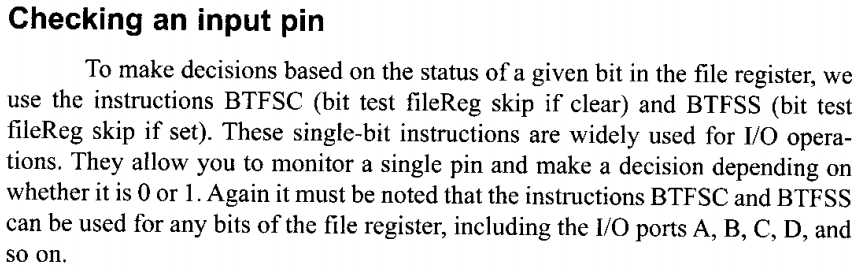 Checking an input pin
To make decisions based on the status of a given bit in the file register, we
use the instructions BTFSC (bit test fileReg skip if clear) and BTFSS (bit test
fileReg skip if set). These single-bit instructions are widely used for I/O opera-
tions. They allow you to monitor a single pin and make a decision depending on
whether it is 0 or 1. Again it must be noted that the instructions BTFSC and BTFSS
can be used for any bits of the file register, including the I/O ports A, B, C, D, and
so on.